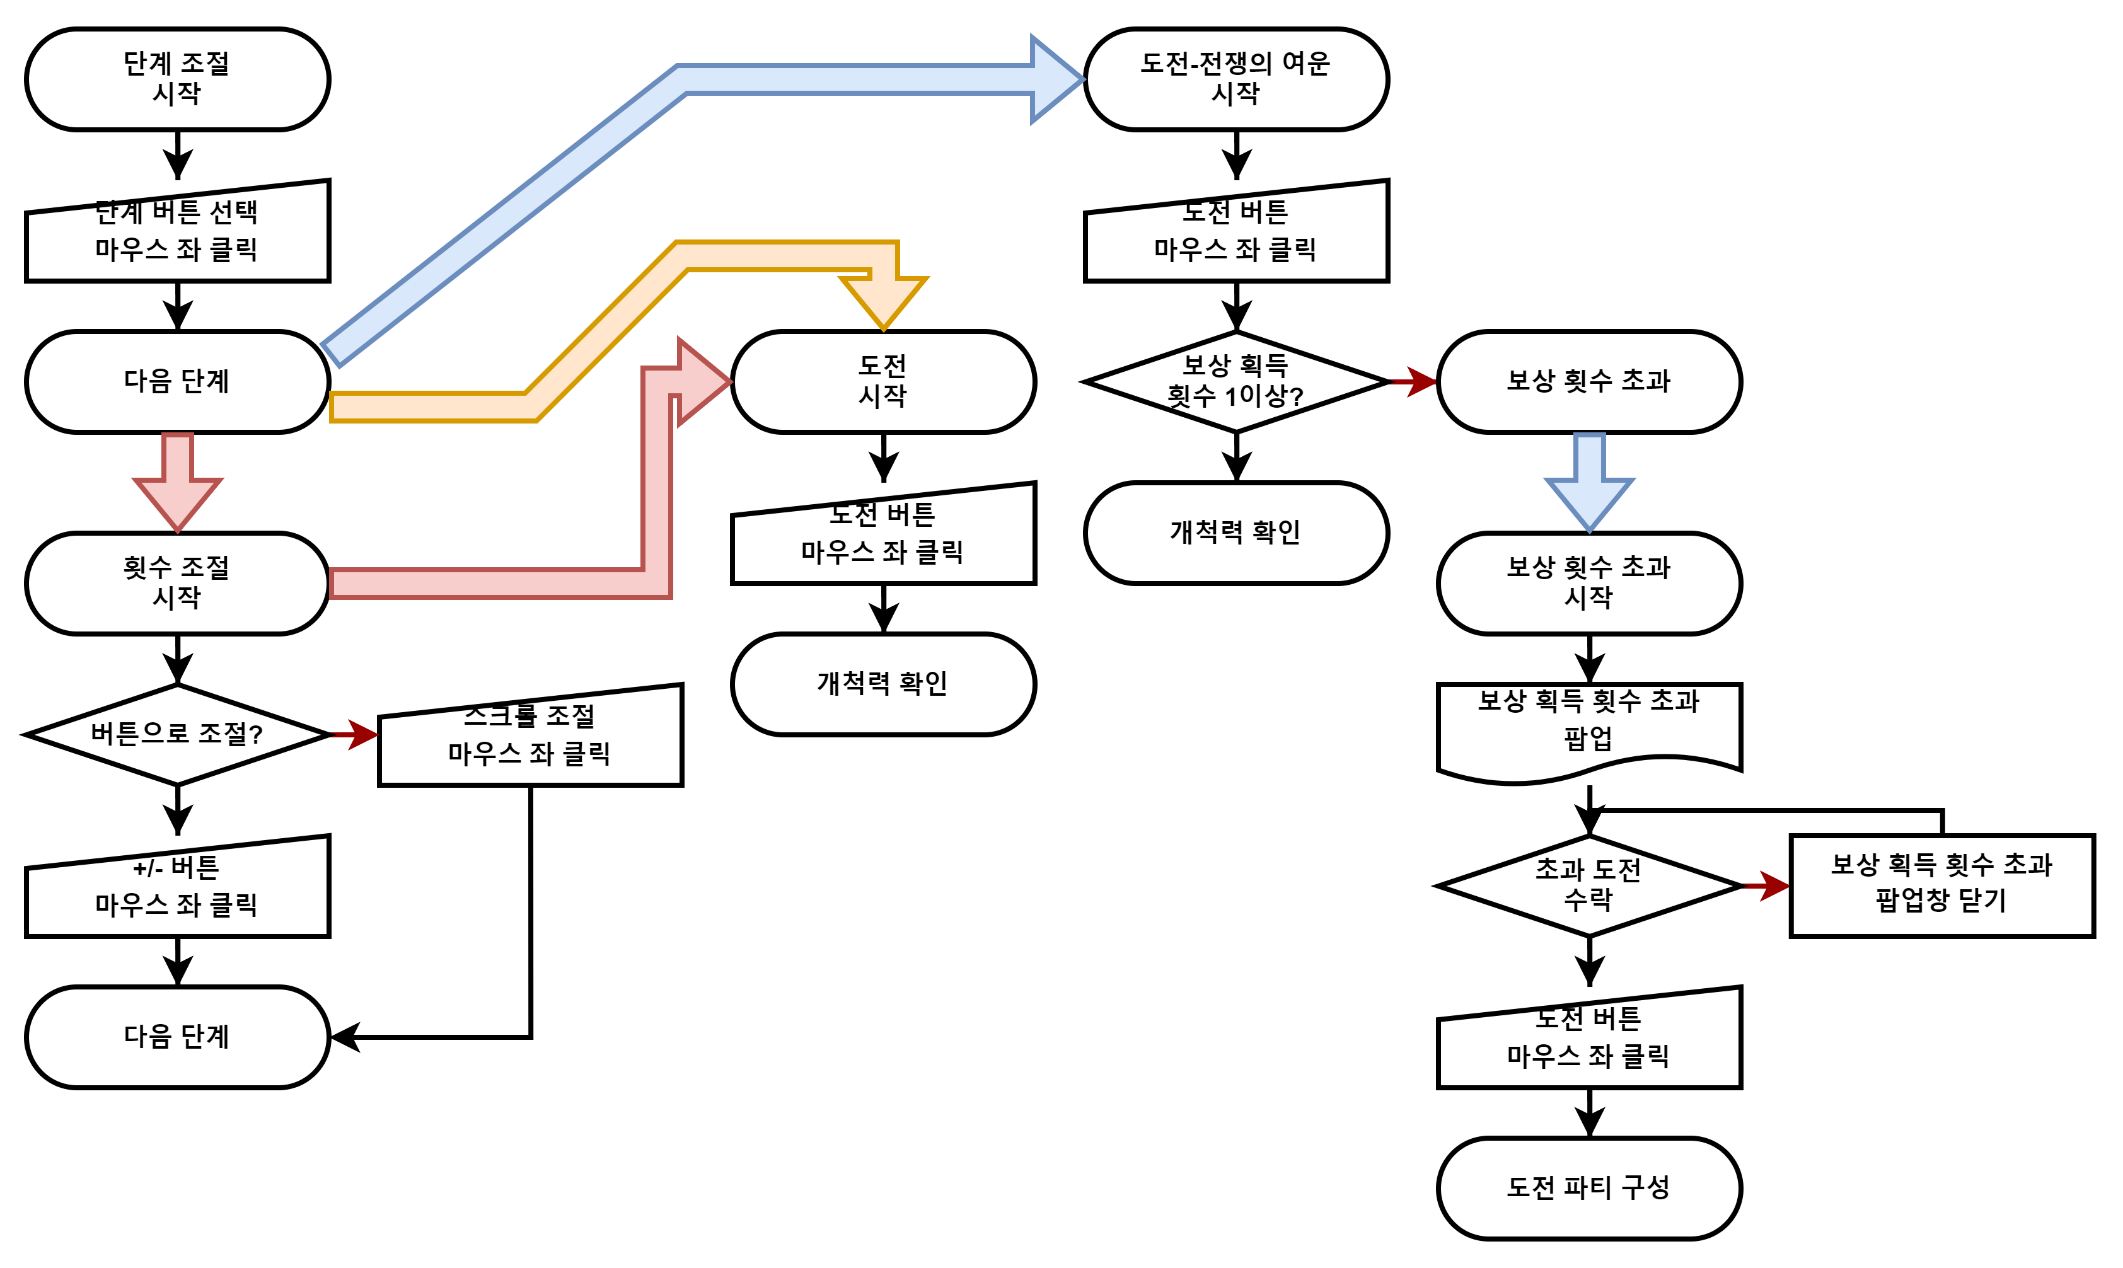 단계 조절
시작
단계 버튼 선택
마우스 좌 클릭
다음 단계
횟수 조절
시작
버튼으로 조절?
스크롤 조절
마우스 좌 클릭
+/- 버튼
마우스 좌 클릭
다음 단계
도전
시작
도전 버튼
마우스 좌 클릭
개척력 확인
도전-전쟁의 여운
시작
도전 버튼
마우스 좌 클릭
보상 획득
횟수 1이상?
개척력 확인
보상 횟수 초과
보상 횟수 초과
시작
보상 획득 횟수 초과
팝업
초과 도전
수락
보상 획득 횟수 초과
팝업창 닫기
도전 버튼
마우스 좌 클릭
도전 파티 구성